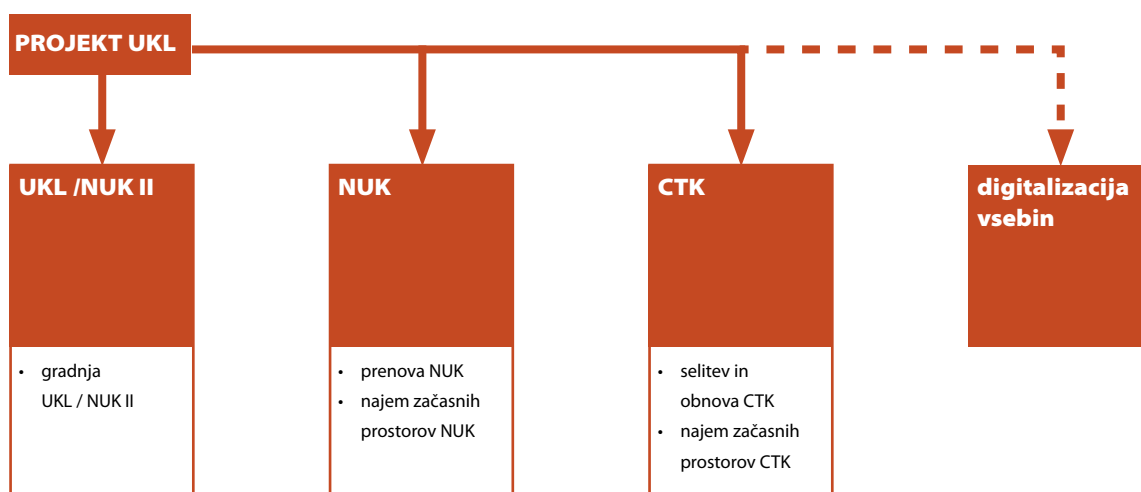 PROJEKT UKL
UKL /NUK II
• gradnja
UKL / NUK II
NUK
• prenova NUK
• najem začasnih
prostorov NUK
CTK
• selitev in
obnova CTK
• najem začasnih
prostorov CTK
digitalizacija
vsebin